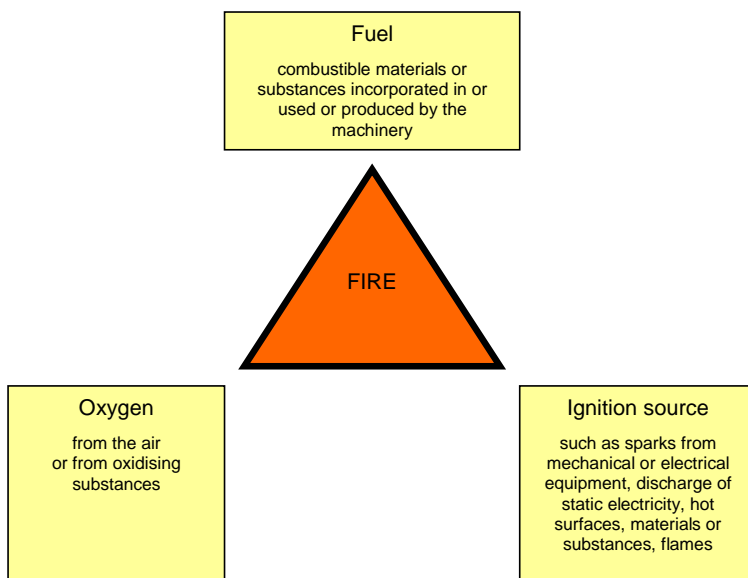 Fuel
combustible materials or
substances incorporated in or
used or produced by the
machinery
FIRE
Oxygen
from the air
or from oxidising
substances
Ignition source
such as sparks from
mechanical or electrical
equipment, discharge of
static electricity, hot
surfaces, materials or
substances, flames